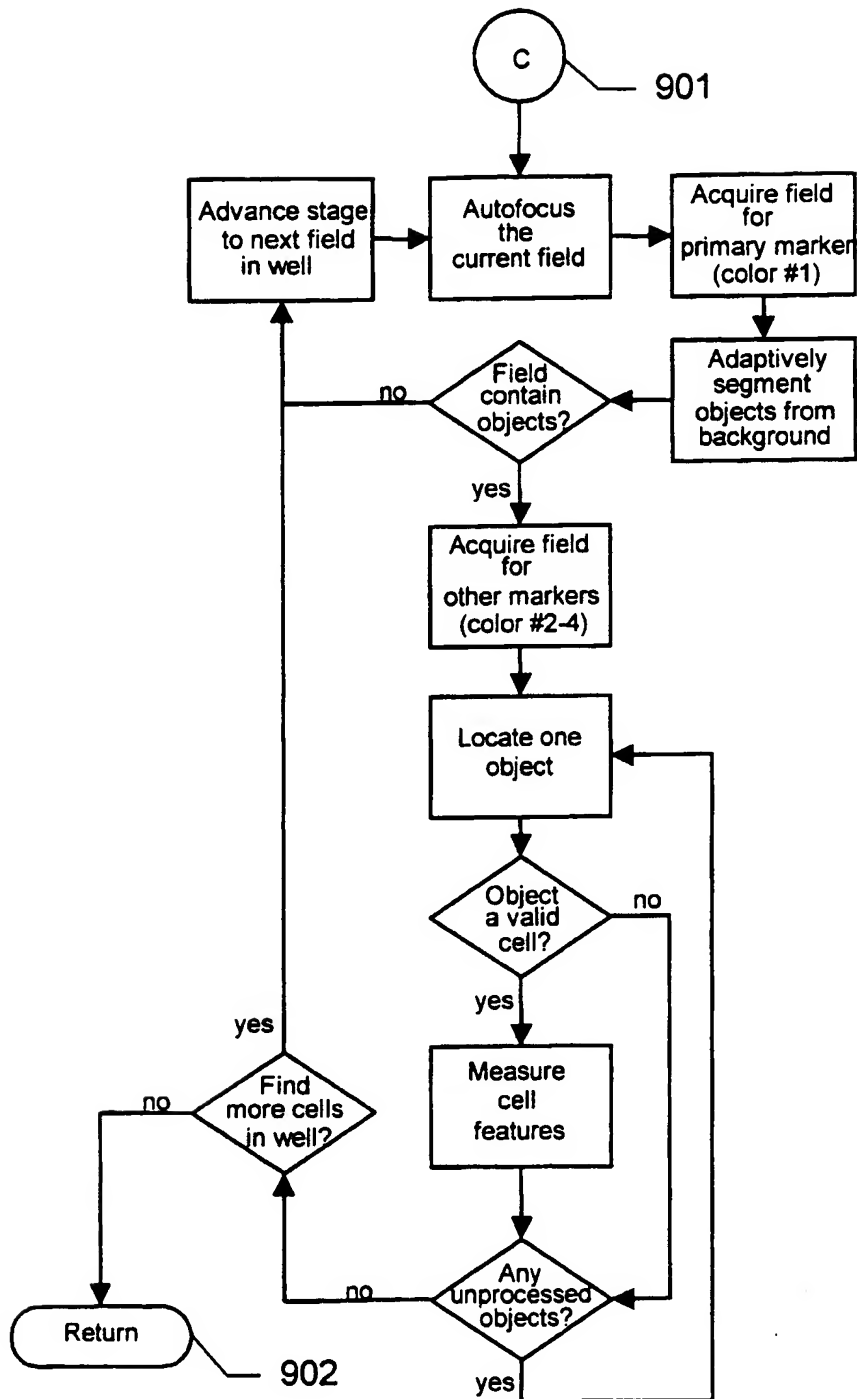 C
901
Advance stage
to next field
in well
Autofocus
the
current field
Acquire field
for
primary marker
(color #1)
Adaptively
segment
objects from
background
Field
contain
objects?
no
yes
Acquire field
for
other markers
(color #2-4)
Locate one
object
Object
a valid
cell?
no
yes
Measure
cell
features
yes
Find
more cells
in well?
no
Any
unprocessed
objects?
no
yes
Return
902